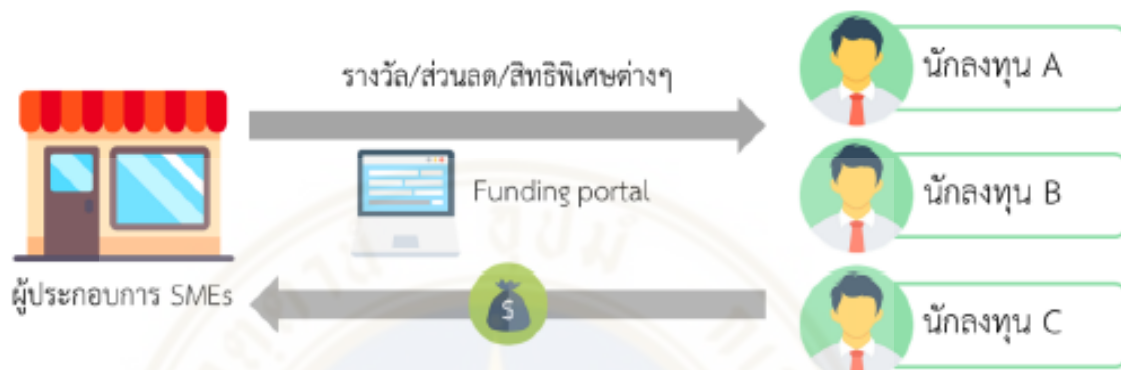 รางวัล/ส่วนลด/สิทธิพิเศษต่างๆ
นักลงทุน A
Funding portal
นักลงทุน B
ผู้ประกอบการ SMEs
$
นักลงทุน C